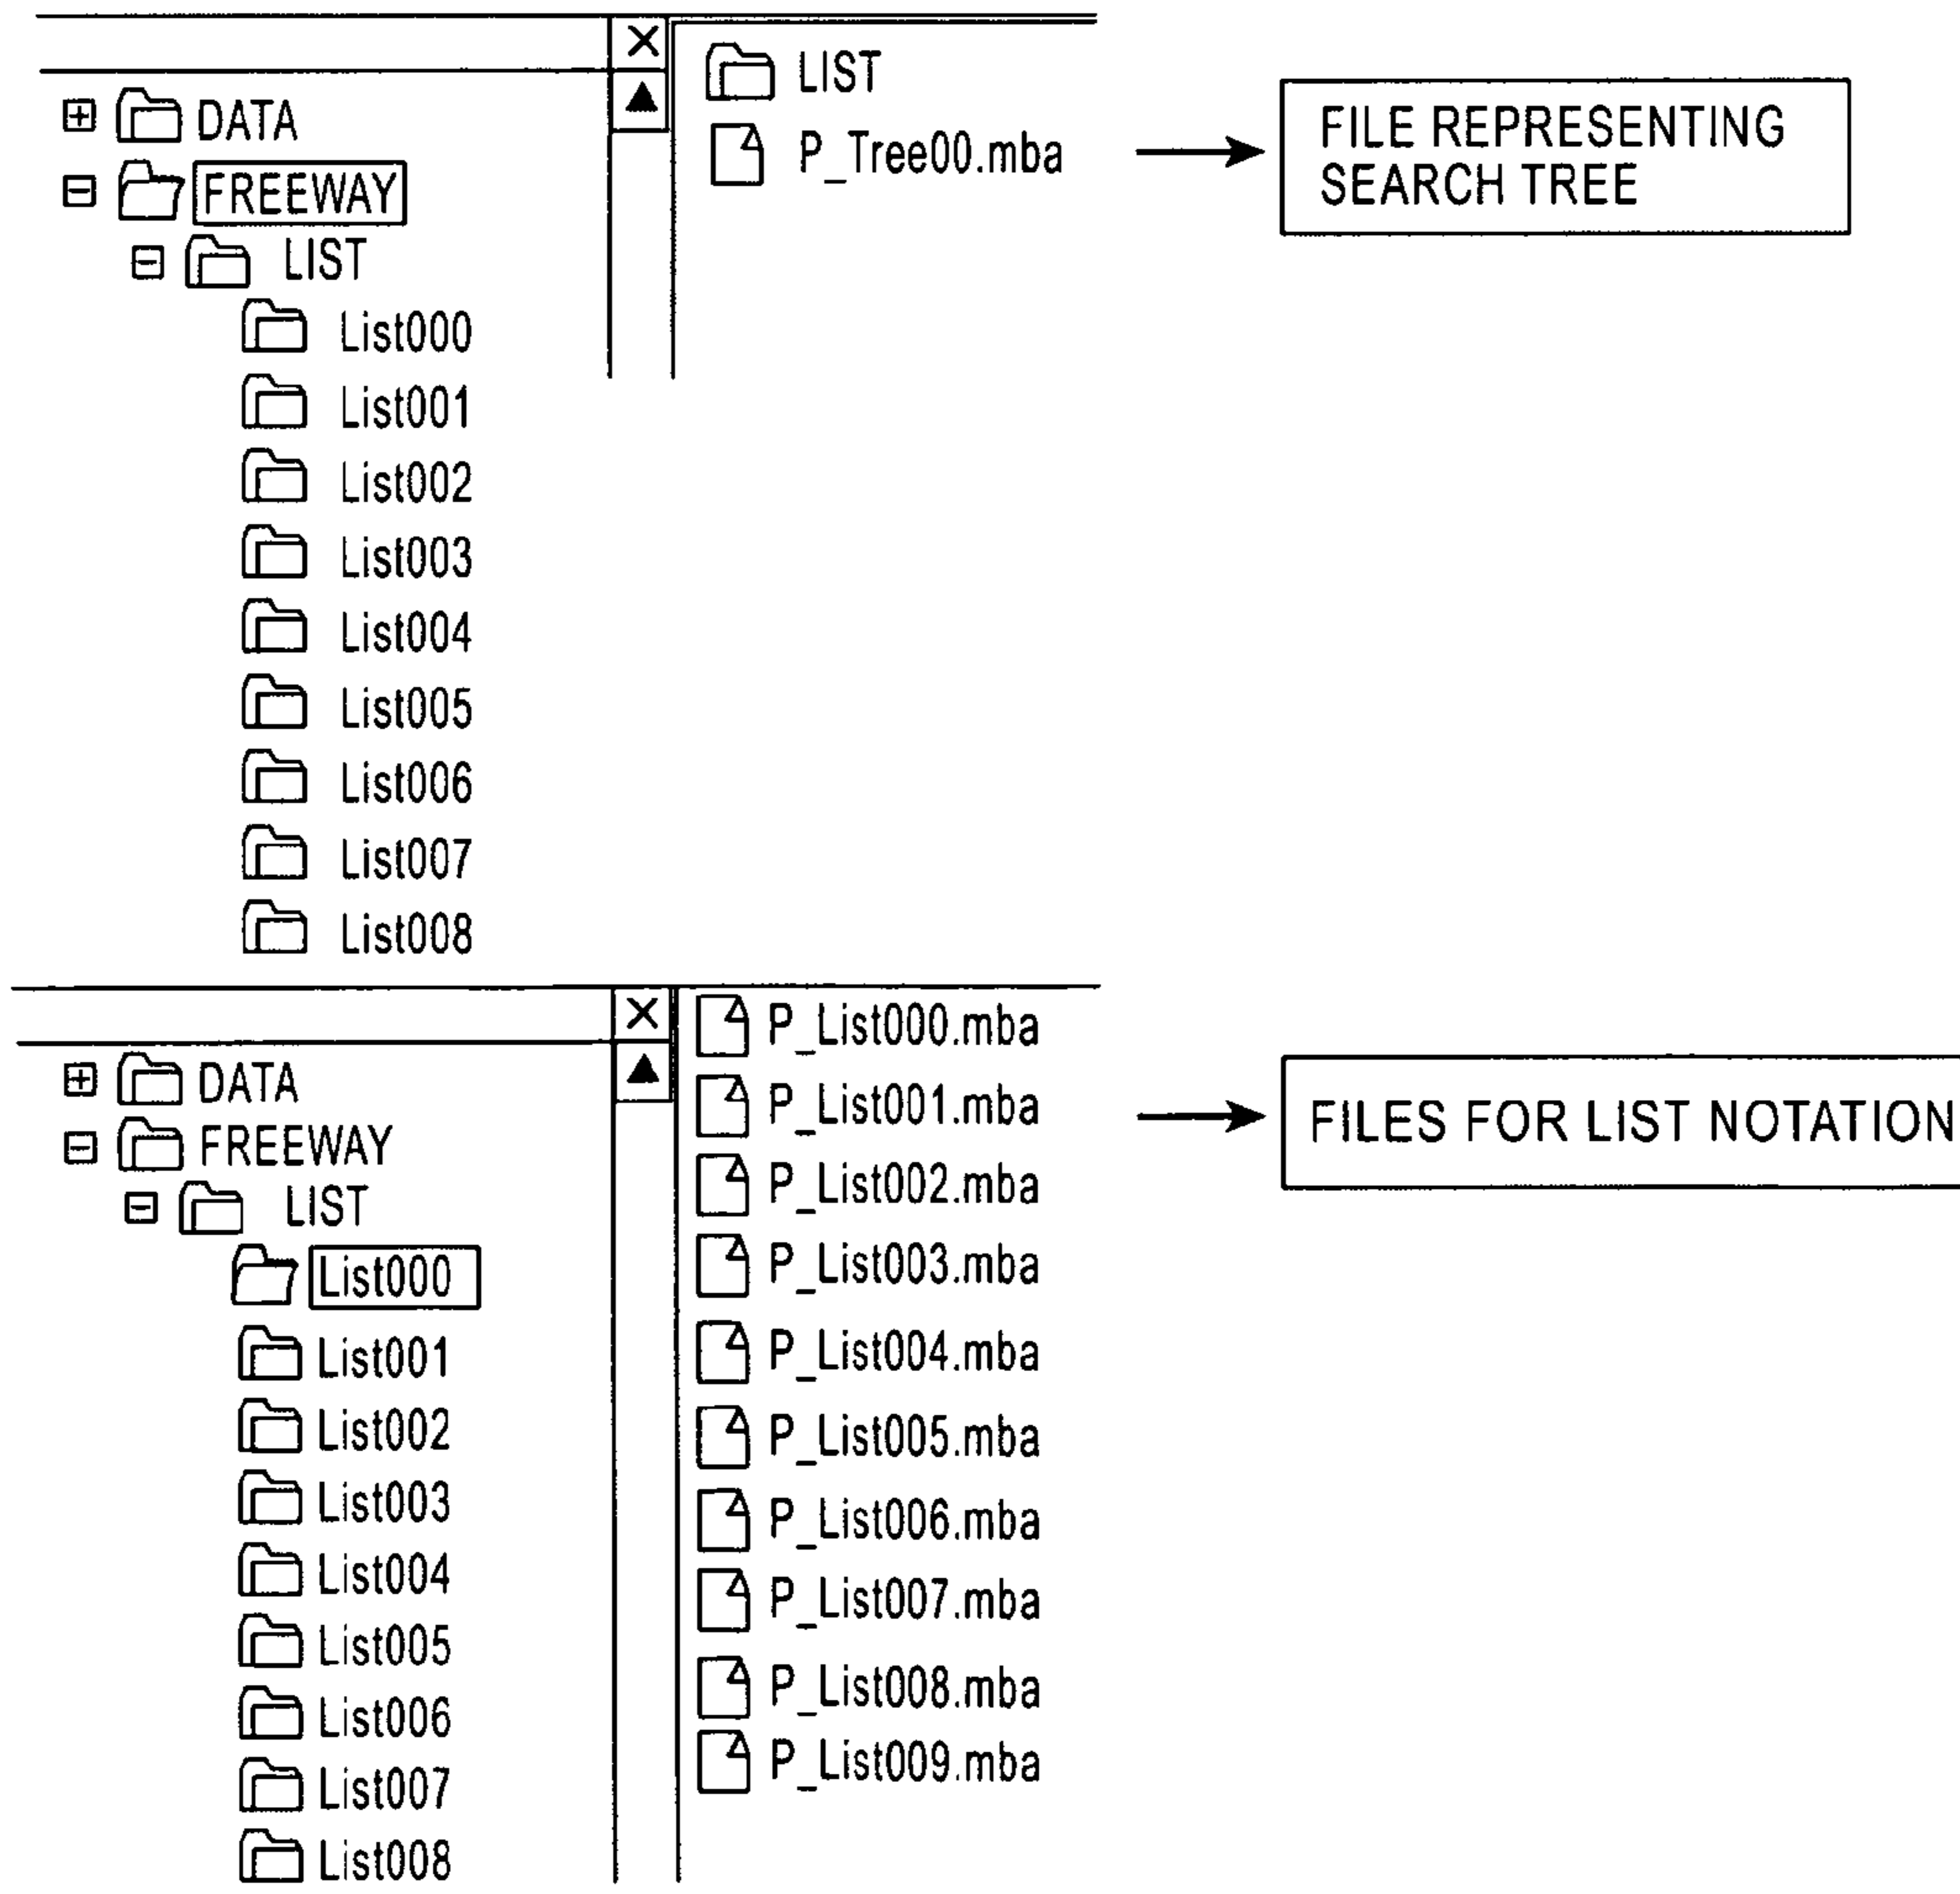 DATA
FREEWAY
LIST
List000
List001
List002
List003
List004
List005
List006
List007
List008
LIST
P_Tree00.mba
FILE REPRESENTING
SEARCH TREE
DATA
FREEWAY
LIST
List000
List001
List002
List003
List004
List005
List006
List007
List008
P_List000.mba
P_List001.mba
P_List002.mba
P_List003.mba
P_List004.mba
P_List005.mba
P_List006.mba
P_List007.mba
P_List008.mba
P_List009.mba
FILES FOR LIST NOTATION